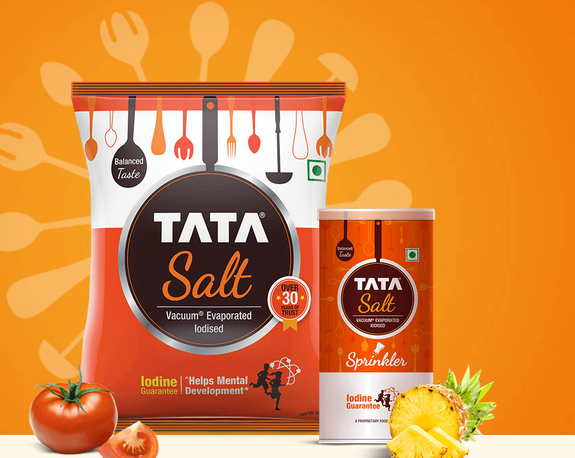 Balanced
Taste
TATA®
Salt
Vacuum® Evaporated
Iodised
OVER
30
YEARS OF
TRUST
Iodine
Guarantee
*Helps Mental
Development*
Balanced
Taste
TATA
Salt
VACUUM® EVAPORATED
IODISED
Sprinkler
Iodine
Guarantee
A PROPRIETARY FOOD